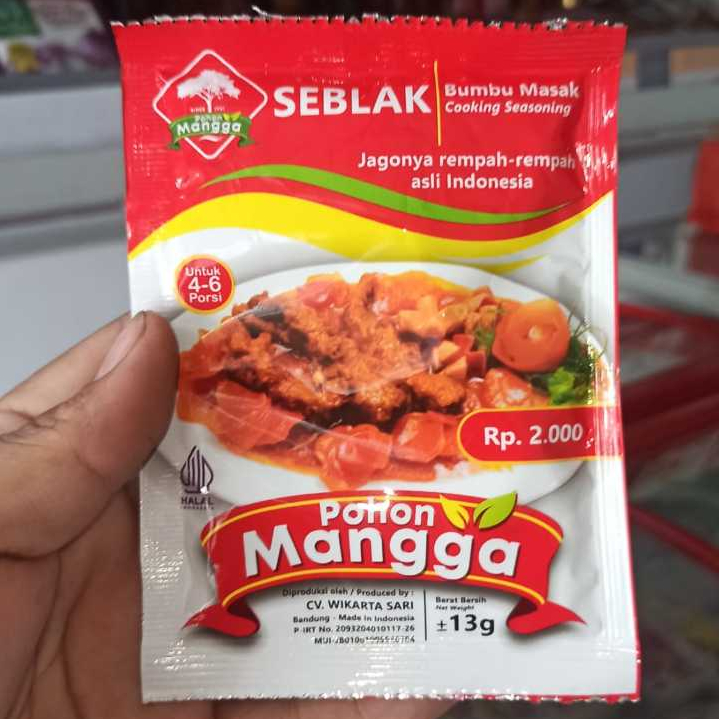 SINCE 1991
Pohon
Mangga
SEBLAK
Bumbu Masak
Cooking Seasoning
Jagonya rempah-rempah
asli Indonesia
Untuk
4-6
Porsi
Rp. 2.000
HALAL
INDONESIA
Pohon
Mangga
Diproduksi oleh / Produced by :
CV. WIKARTA SARI
Bandung - Made in Indonesia
P-IRT No. 2093204010117-26
Berat Bersih
Net Weight
±13g